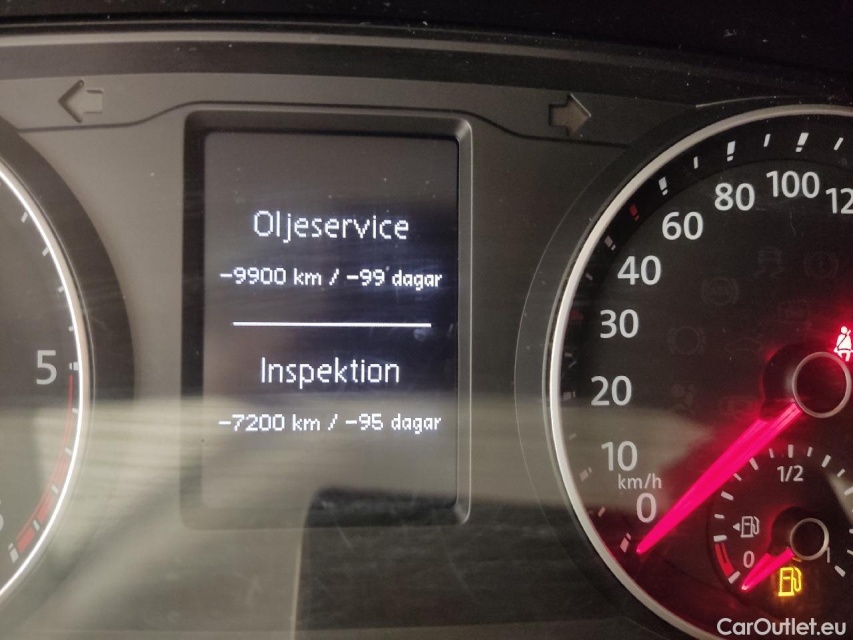 Oljeservice
-9900 km / -99 dagar
Inspektion
-7200 km / -95 dagar
5
0
10
20
30
40
60
80
100
km/h
1/2
0
CarOutlet.eu